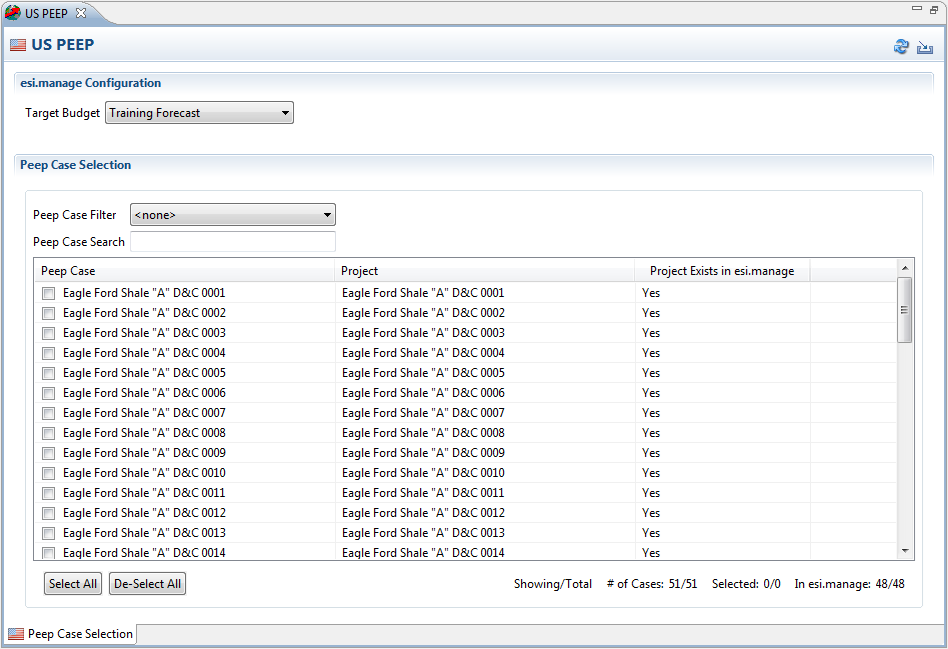 US PEEP
US PEEP
esi.manage Configuration
Target Budget Training Forecast
Peep Case Selection
Peep Case Filter <none>
Peep Case Search
Peep Case Project Project Exists in esi.manage
Eagle Ford Shale "A" D&C 0001 Eagle Ford Shale "A" D&C 0001 Yes
Eagle Ford Shale "A" D&C 0002 Eagle Ford Shale "A" D&C 0002 Yes
Eagle Ford Shale "A" D&C 0003 Eagle Ford Shale "A" D&C 0003 Yes
Eagle Ford Shale "A" D&C 0004 Eagle Ford Shale "A" D&C 0004 Yes
Eagle Ford Shale "A" D&C 0005 Eagle Ford Shale "A" D&C 0005 Yes
Eagle Ford Shale "A" D&C 0006 Eagle Ford Shale "A" D&C 0006 Yes
Eagle Ford Shale "A" D&C 0007 Eagle Ford Shale "A" D&C 0007 Yes
Eagle Ford Shale "A" D&C 0008 Eagle Ford Shale "A" D&C 0008 Yes
Eagle Ford Shale "A" D&C 0009 Eagle Ford Shale "A" D&C 0009 Yes
Eagle Ford Shale "A" D&C 0010 Eagle Ford Shale "A" D&C 0010 Yes
Eagle Ford Shale "A" D&C 0011 Eagle Ford Shale "A" D&C 0011 Yes
Eagle Ford Shale "A" D&C 0012 Eagle Ford Shale "A" D&C 0012 Yes
Eagle Ford Shale "A" D&C 0013 Eagle Ford Shale "A" D&C 0013 Yes
Eagle Ford Shale "A" D&C 0014 Eagle Ford Shale "A" D&C 0014 Yes
Select All De-Select All Showing/Total # of Cases: 51/51 Selected: 0/0 In esi.manage: 48/48
Peep Case Selection